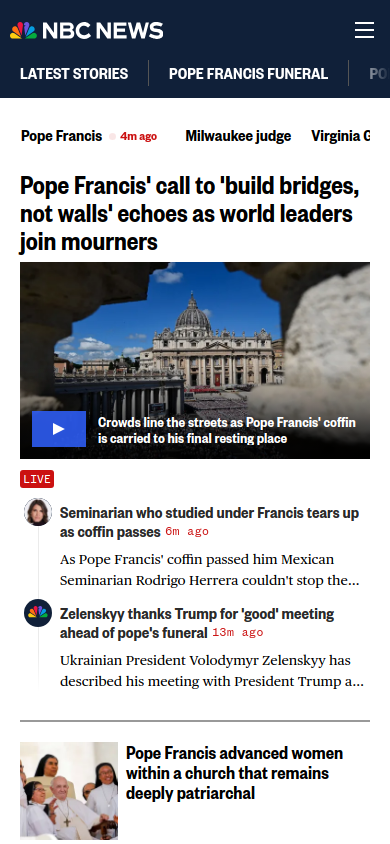 NBC NEWS
LATEST STORIES
POPE FRANCIS FUNERAL
PO
Pope Francis
4m ago
Milwaukee judge
Virginia G
Pope Francis' call to 'build bridges,
not walls' echoes as world leaders
join mourners
Crowds line the streets as Pope Francis' coffin
is carried to his final resting place
LIVE
Seminarian who studied under Francis tears up
as coffin passes 6m ago
As Pope Francis' coffin passed him Mexican
Seminarian Rodrigo Herrera couldn't stop the...
Zelenskyy thanks Trump for 'good' meeting
ahead of pope's funeral 13m ago
Ukrainian President Volodymyr Zelenskyy has
described his meeting with President Trump a...
Pope Francis advanced women
within a church that remains
deeply patriarchal